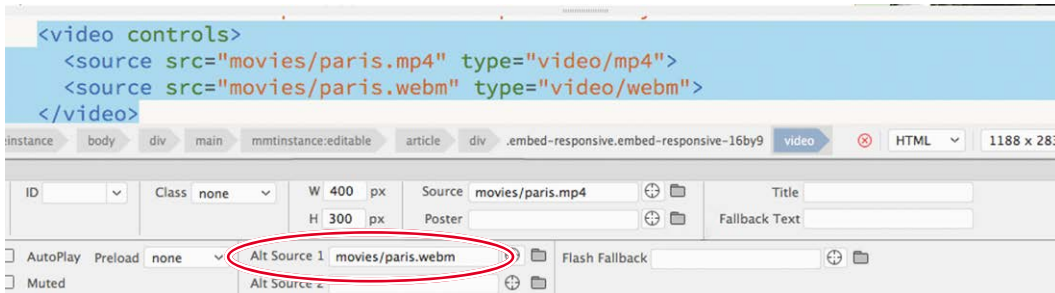 <video controls>
<source src="movies/paris.mp4" type="video/mp4">
<source src="movies/paris.webm" type="video/webm">
</video>
instance body div main mmtinstance:editable article div .embed-responsive.embed-responsive-16by9 video HTML 1188 x 283
ID Class none W 400 px Source movies/paris.mp4 Title
H 300 px Poster Fallback Text
AutoPlay Preload none Alt Source 1 movies/paris.webm Flash Fallback
Muted Alt Source 2